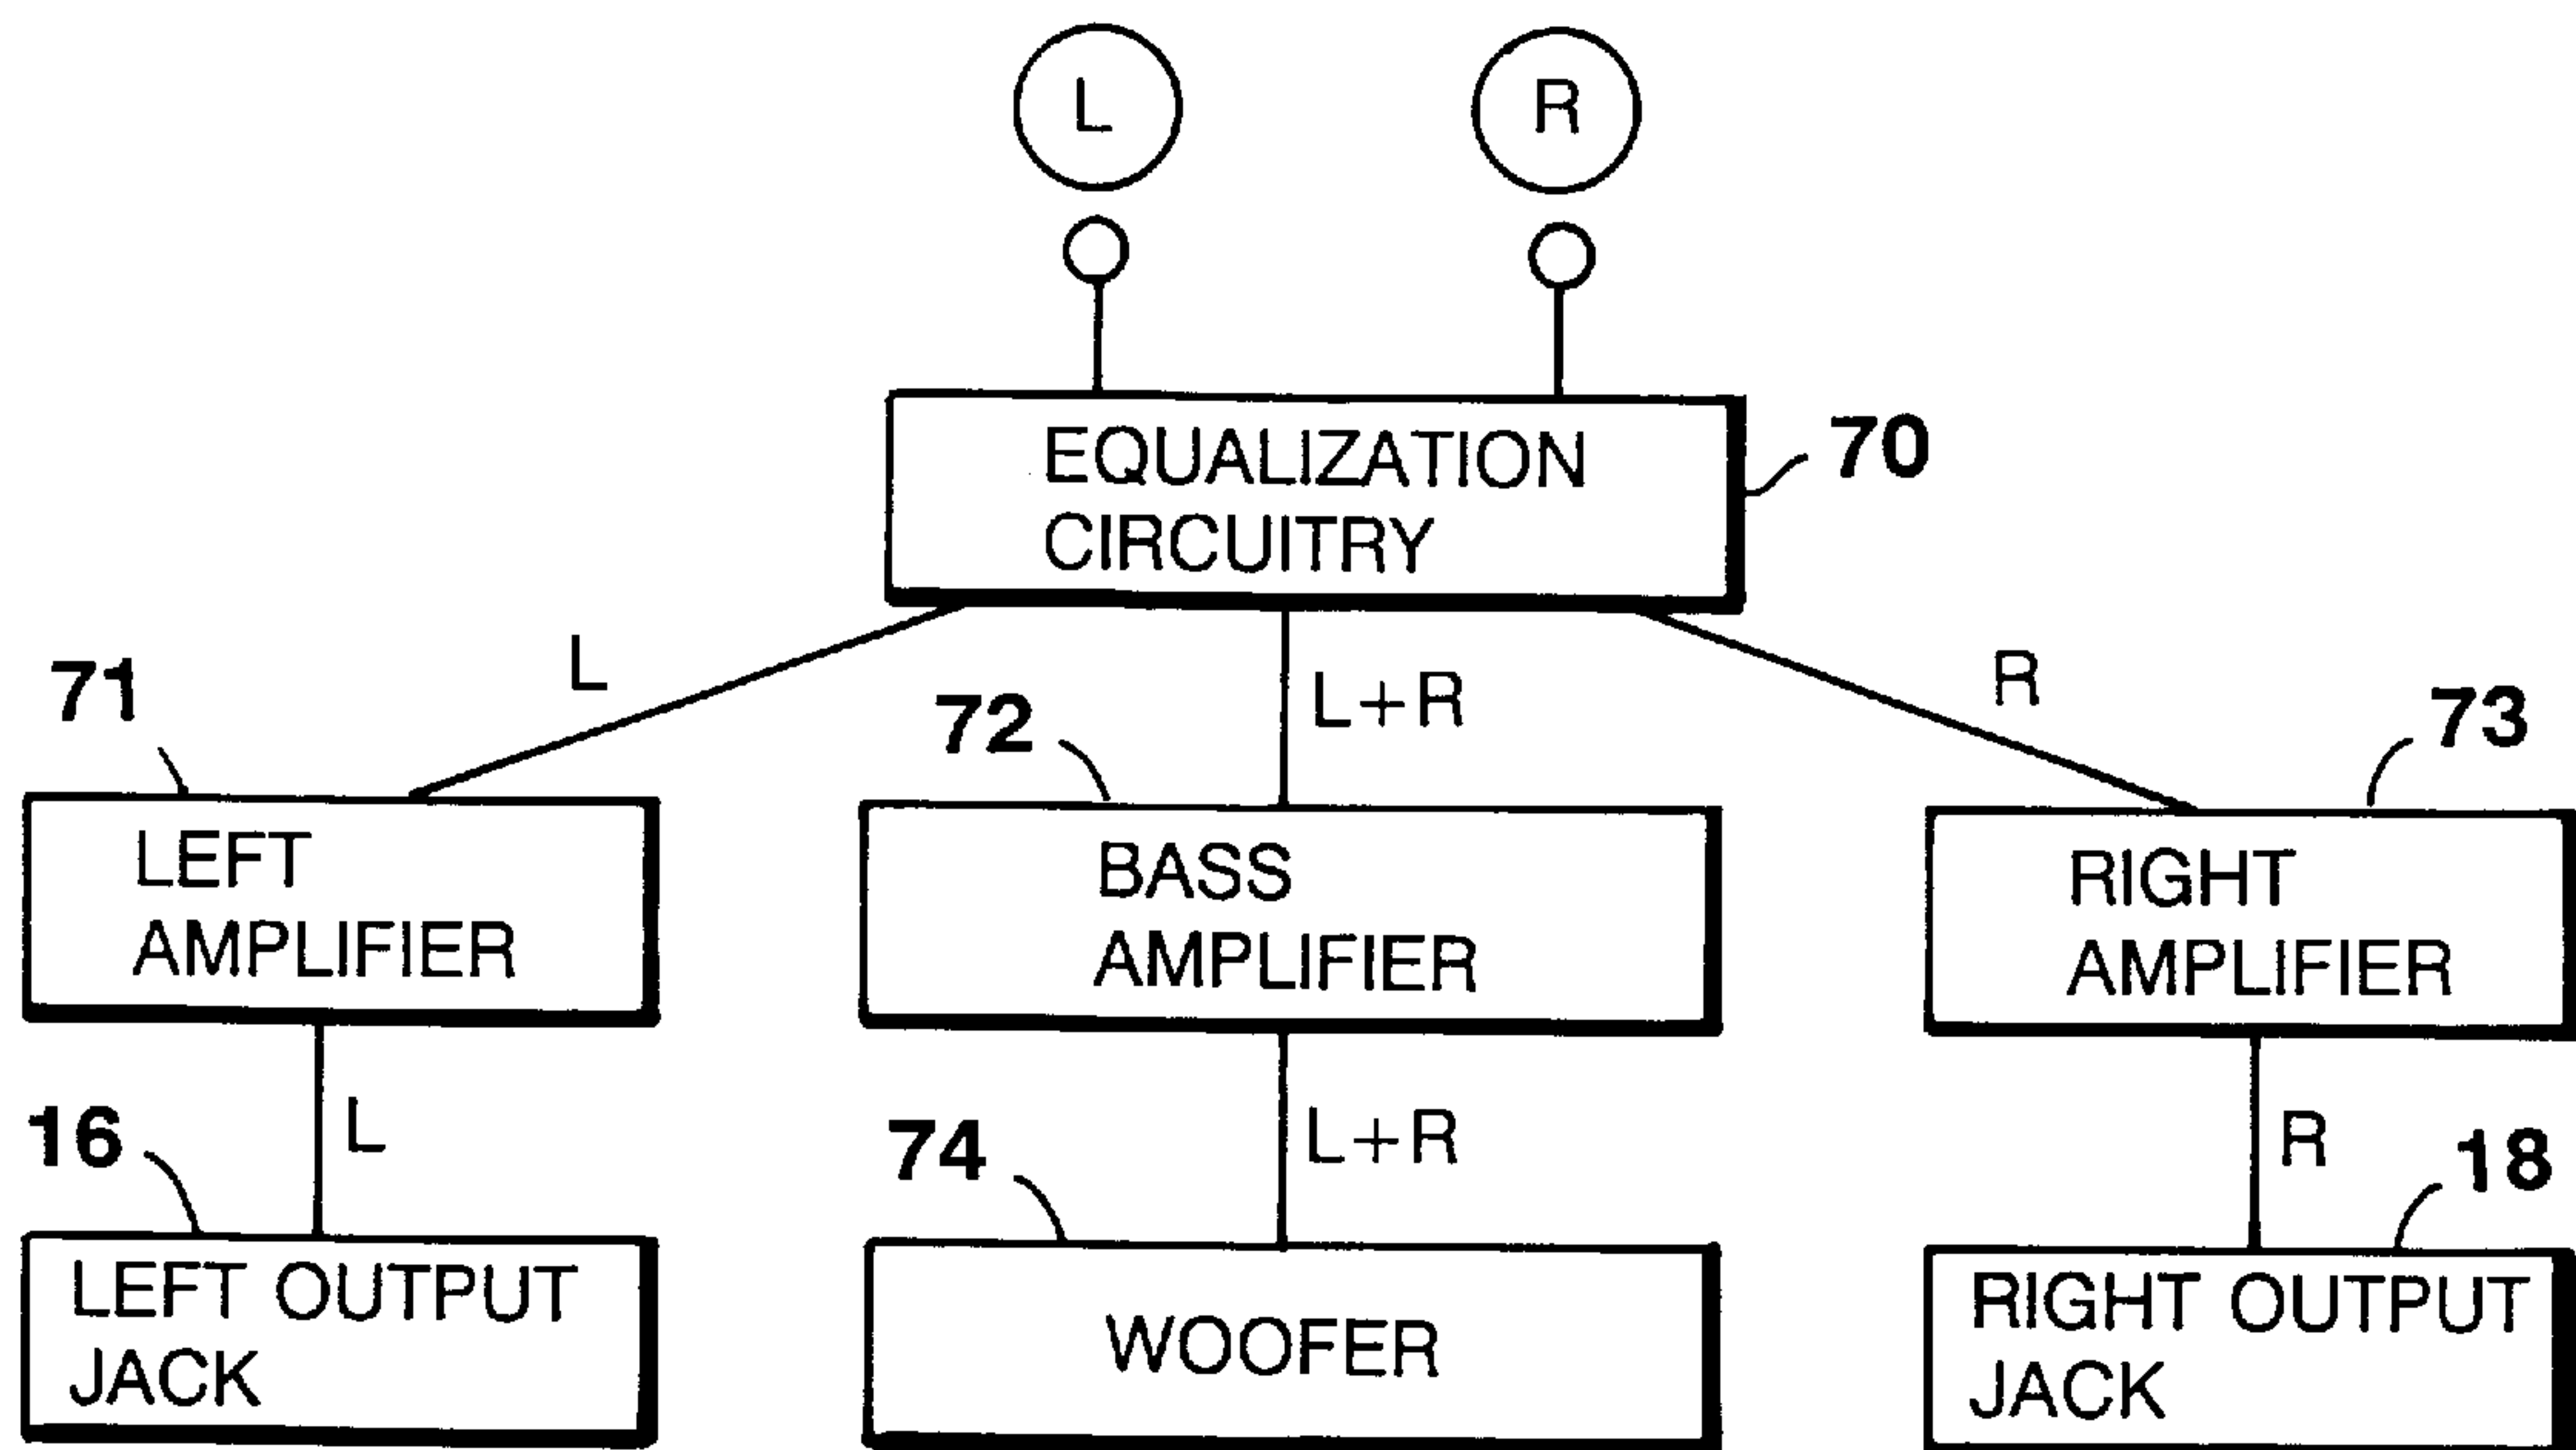 L
R
EQUALIZATION
CIRCUITRY
70
L
L+R
R
71
72
73
LEFT
AMPLIFIER
BASS
AMPLIFIER
RIGHT
AMPLIFIER
L
L+R
R
16
74
18
LEFT OUTPUT
JACK
WOOFER
RIGHT OUTPUT
JACK